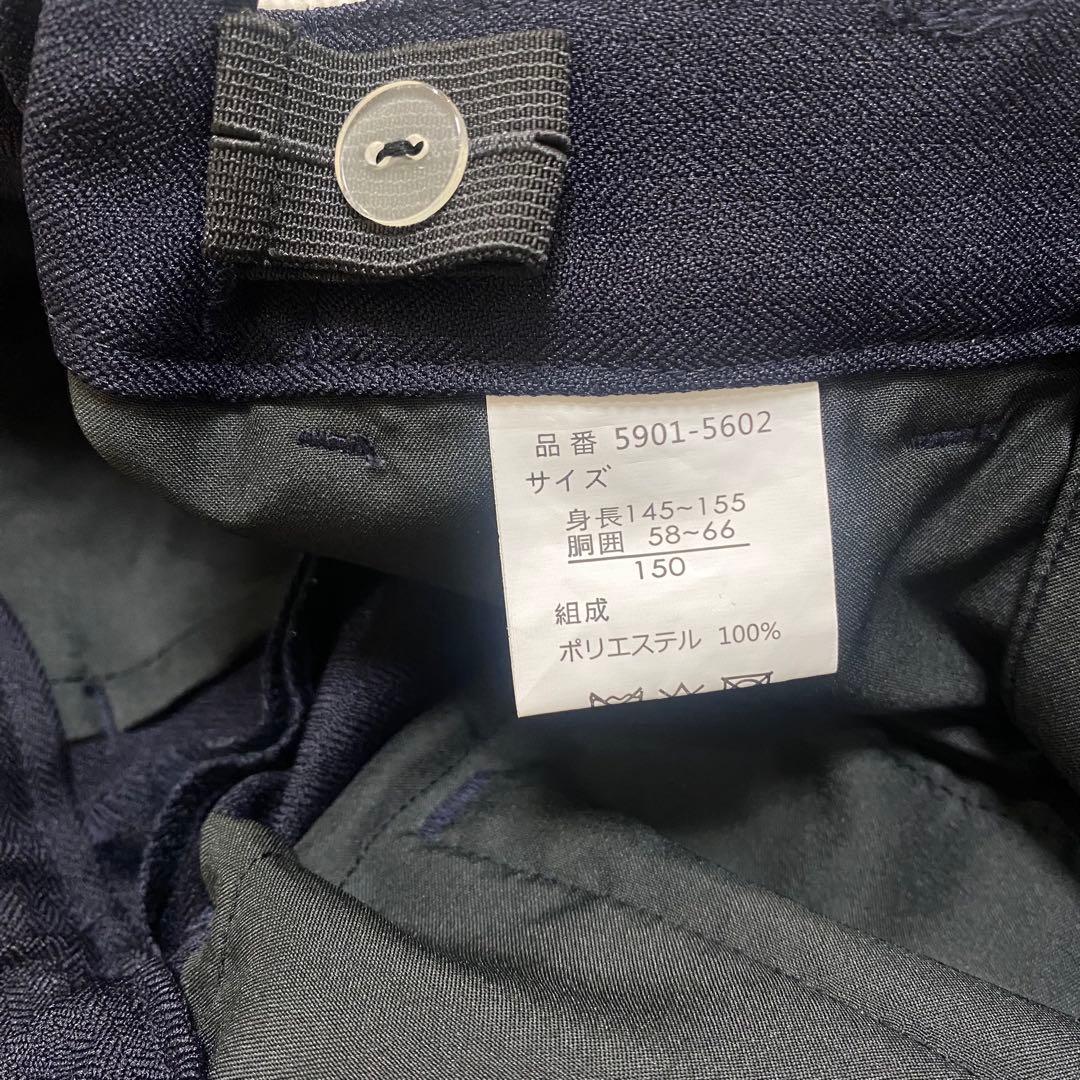 品番 5901-5602
サイズ
身長145~155
胴囲 58~66
150
組成
ポリエステル 100%